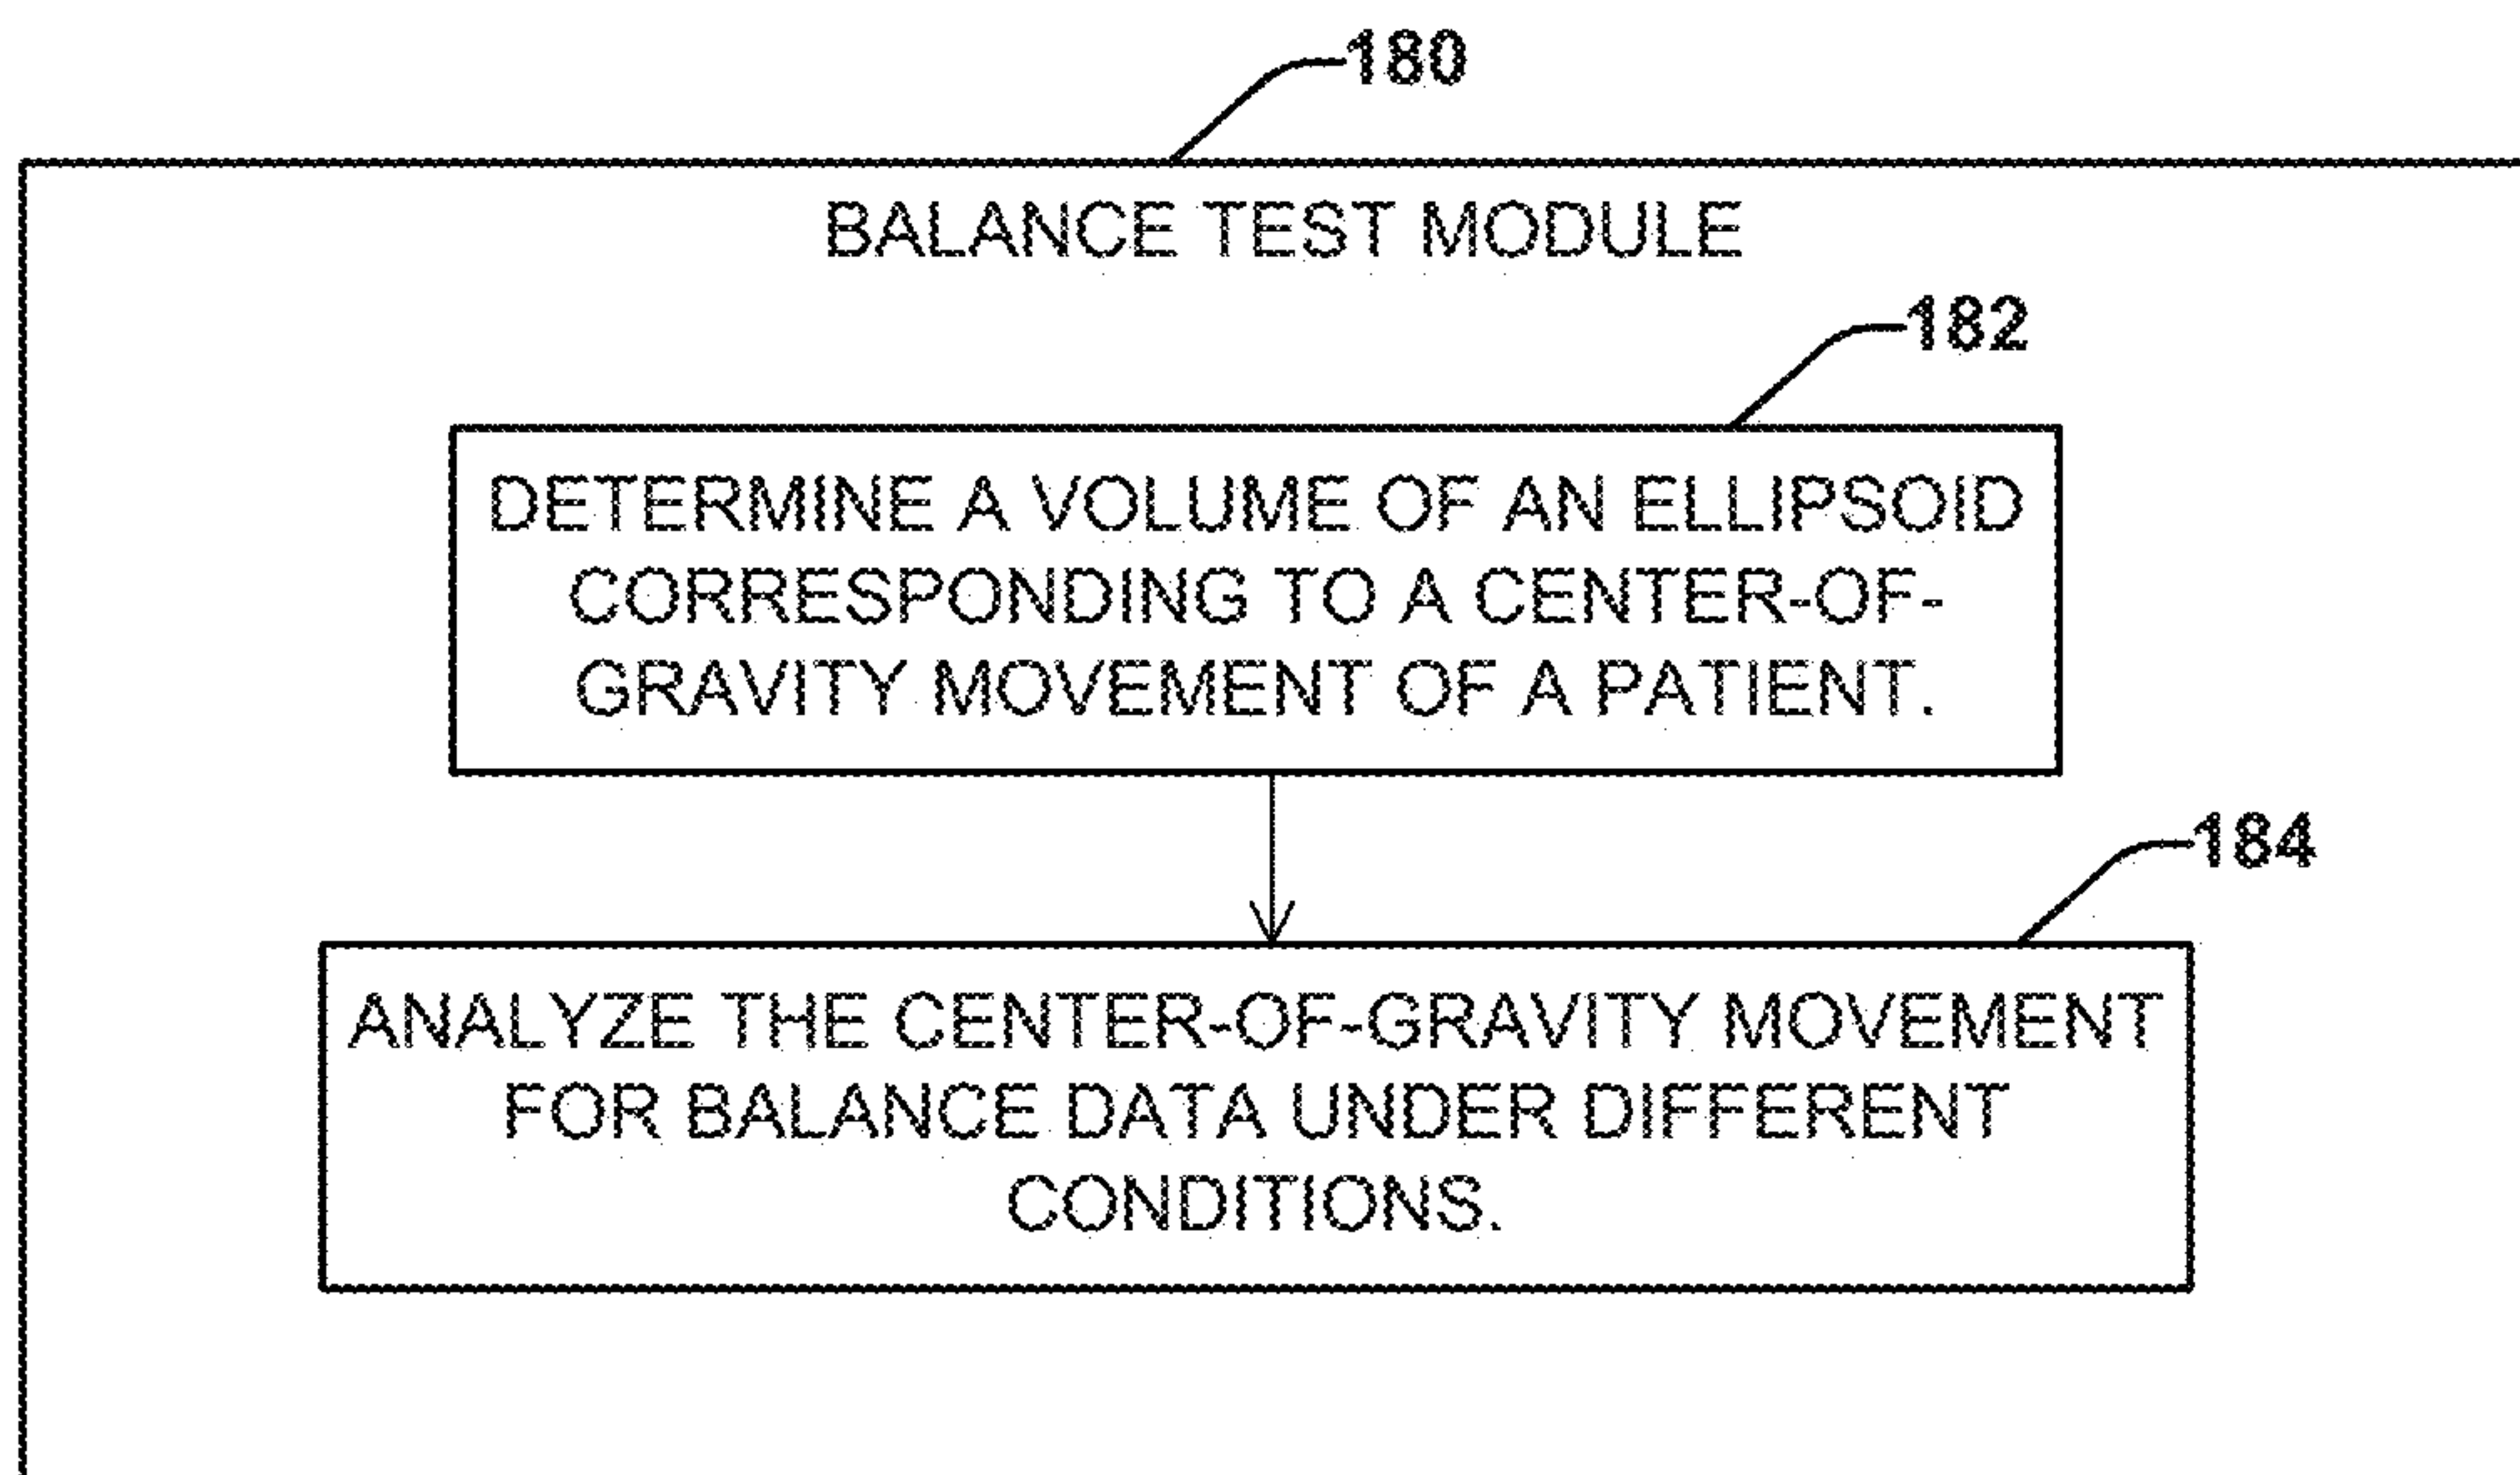 180
BALANCE TEST MODULE
182
DETERMINE A VOLUME OF AN ELLIPSOID
CORRESPONDING TO A CENTER-OF-
GRAVITY MOVEMENT OF A PATIENT.
184
ANALYZE THE CENTER-OF-GRAVITY MOVEMENT
FOR BALANCE DATA UNDER DIFFERENT
CONDITIONS.